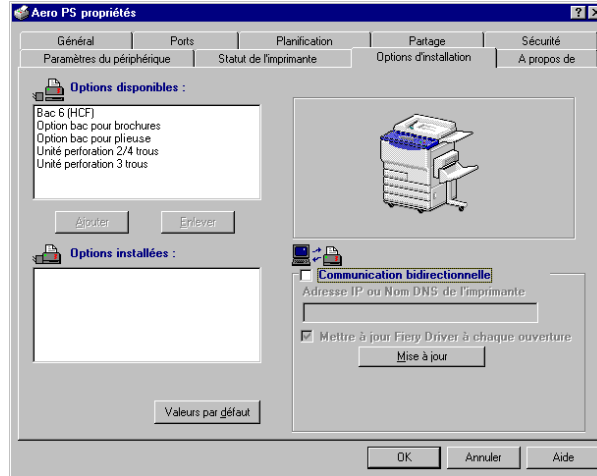 Aero PS propriétés
Général Ports Planification Partage Sécurité
Paramètres du périphérique Statut de l'imprimante Options d'installation A propos de
Options disponibles :
Bac 6 (HCF)
Option bac pour brochures
Option bac pour plieuse
Unité perforation 2/4 trous
Unité perforation 3 trous
Ajouter Enlever
Options installées :
Communication bidirectionnelle
Adresse IP ou Nom DNS de l'imprimante
Mettre à jour Fiery Driver à chaque ouverture
Mise à jour
Valeurs par défaut
OK Annuler Aide